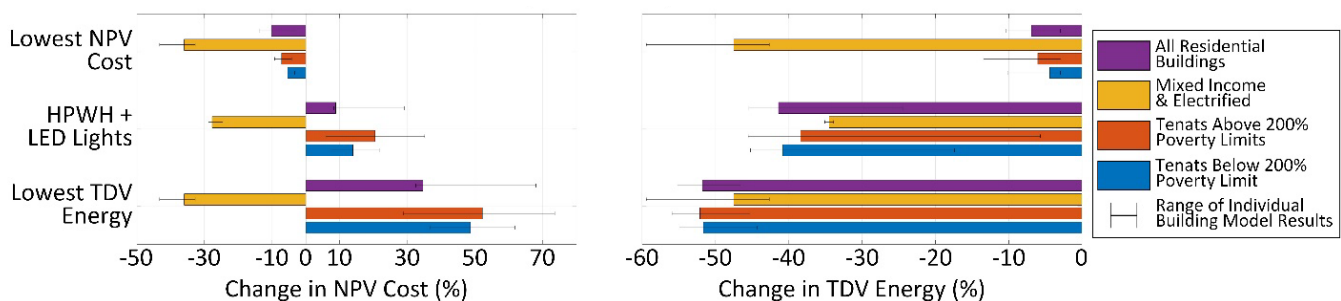 Lowest NPV
Cost
HPWH +
LED Lights
Lowest TDV
Energy
-50 -30 -10 0 10 30 50 70
Change in NPV Cost (%)
-60 -50 -40 -30 -20 -10 -0
Change in TDV Energy (%)
All Residential
Buildings
Mixed Income
& Electrified
Tenats Above 200%
Poverty Limits
Tenats Below 200%
Poverty Limit
Range of Individual
Building Model Results